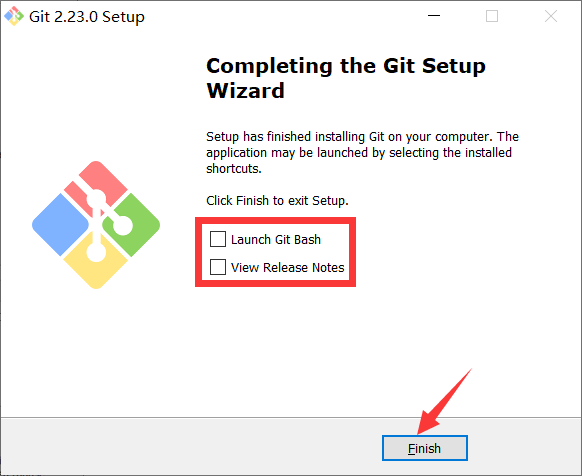 Git 2.23.0 Setup
Completing the Git Setup
Wizard
Setup has finished installing Git on your computer. The
application may be launched by selecting the installed
shortcuts.
Click Finish to exit Setup.
Launch Git Bash
View Release Notes
Finish